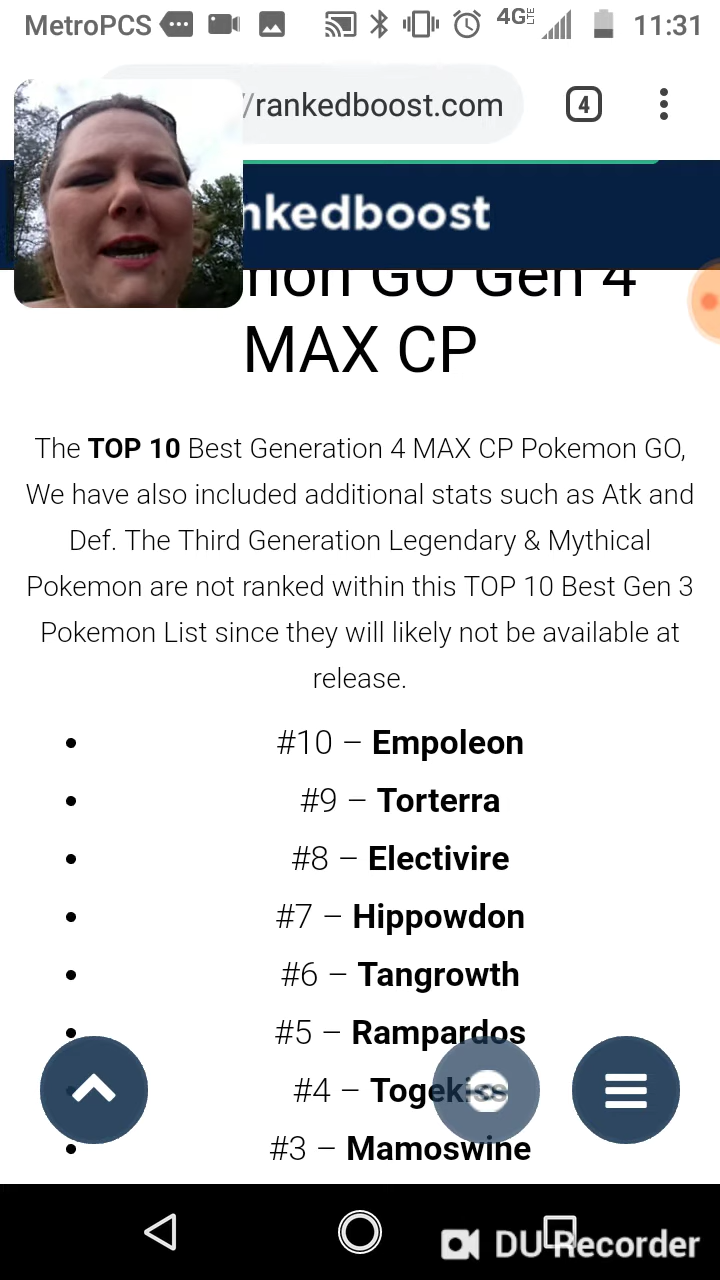 MetroPCS 4G LTE 11:31
/rankedboost.com 4
nkedboost
mon GO Gen 4
MAX CP
The TOP 10 Best Generation 4 MAX CP Pokemon GO,
We have also included additional stats such as Atk and
Def. The Third Generation Legendary & Mythical
Pokemon are not ranked within this TOP 10 Best Gen 3
Pokemon List since they will likely not be available at
release.
#10 – Empoleon
#9 – Torterra
#8 – Electivire
#7 – Hippowdon
#6 – Tangrowth
#5 – Rampardos
#4 – Togekiss
#3 – Mamoswine
DU Recorder